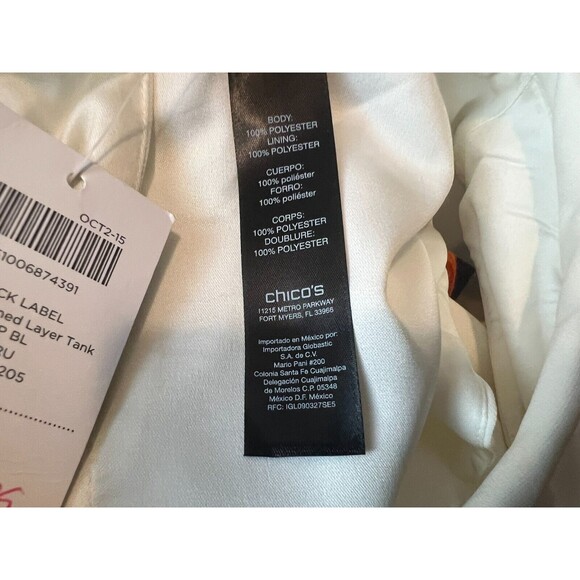 OCT2-15
1006874391
CK LABEL
ned Layer Tank
P BL
RU
205
BODY:
100% POLYESTER
LINING:
100% POLYESTER
CUERPO:
100% poliéster
FORRO:
100% poliéster
CORPS:
100% POLYESTER
DOUBLURE:
100% POLYESTER
chico's
11215 METRO PARKWAY
FORT MYERS, FL 33966
Importado en México por:
Importadora Globastic
S.A. de C.V.
Mario Pani #200
Colonia Santa Fe Cuajimalpa
Delegación Cuajimalpa
de Morelos C.P. 05348
México D.F. México
RFC: IGL090327SE5